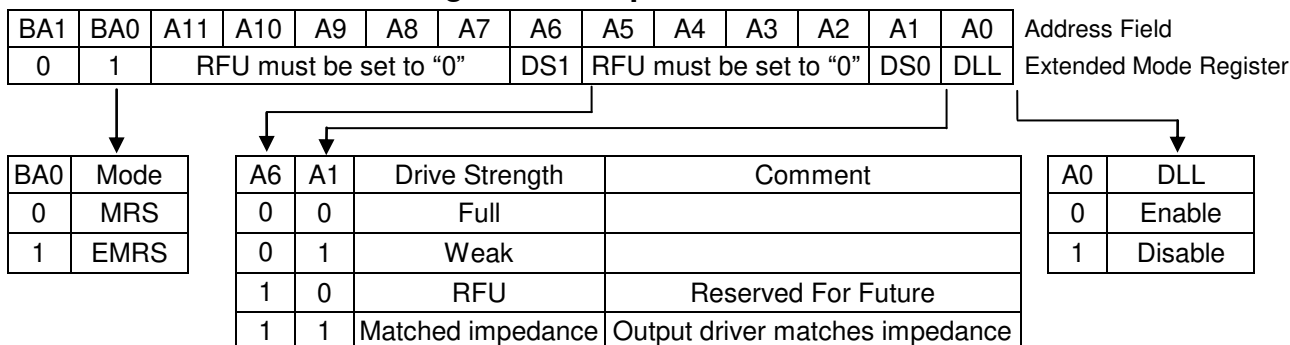 BA1 BA0 A11 A10 A9 A8 A7 A6 A5 A4 A3 A2 A1 A0 Address Field
0 1 RFU must be set to “0” DS1 RFU must be set to “0” DS0 DLL Extended Mode Register
BA0 Mode A6 A1 Drive Strength Comment A0 DLL
0 MRS 0 0 Full 0 Enable
1 EMRS 0 1 Weak 1 Disable
1 0 RFU Reserved For Future
1 1 Matched impedance Output driver matches impedance